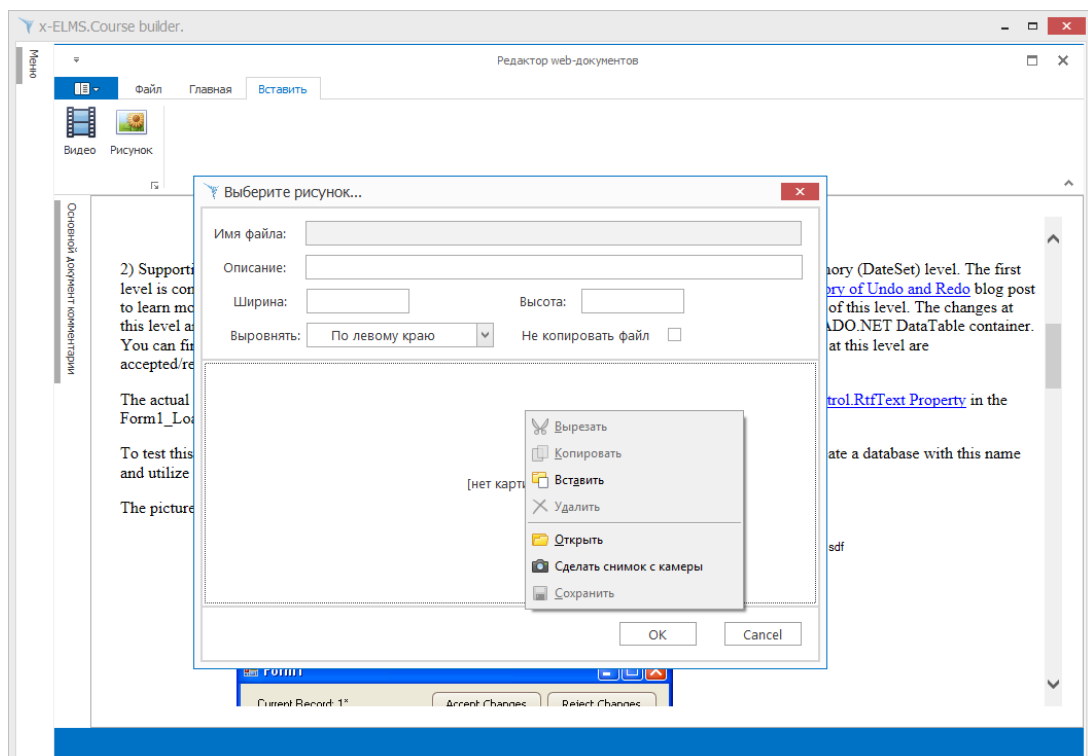 x-ELMS.Course builder.
Меню
Редактор web-документов
Файл Главная Вставить
Видео Рисунок
Основной документ комментарии
Выберите рисунок...
Имя файла:
Описание:
Ширина: Высота:
Выровнять: По левому краю Не копировать файл
[нет карти
Вырезать
Копировать
Вставить
Удалить
Открыть
Сделать снимок с камеры
Сохранить
OK Cancel
2) Supporti (DateSet) level. The first
level is con of Undo and Redo blog post
to learn mo of this level. The changes at
this level a ADO.NET DataTable container.
You can fin at this level are
accepted/re
The actual trol.RtfText Property in the
Form1_Loa
To test this ate a database with this name
and utilize
The picture
sdf
Form1
Current Record: 1* Accept Changes Reject Changes